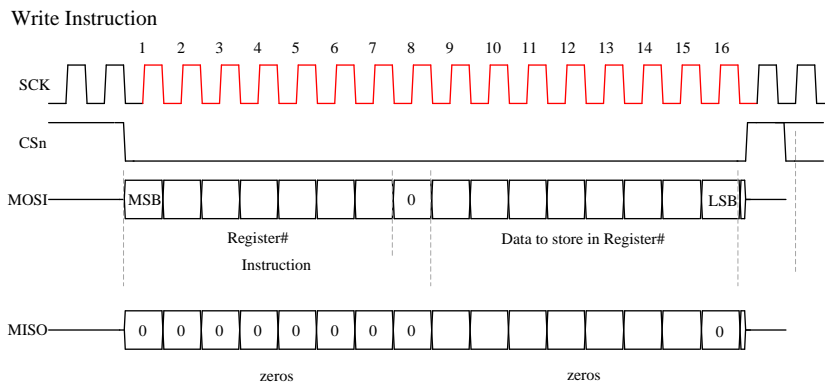 Write Instruction
1 2 3 4 5 6 7 8 9 10 11 12 13 14 15 16
SCK
CSn
MOSI MSB 0 LSB
Register# Data to store in Register#
Instruction
MISO 0 0 0 0 0 0 0 0 0
zeros zeros